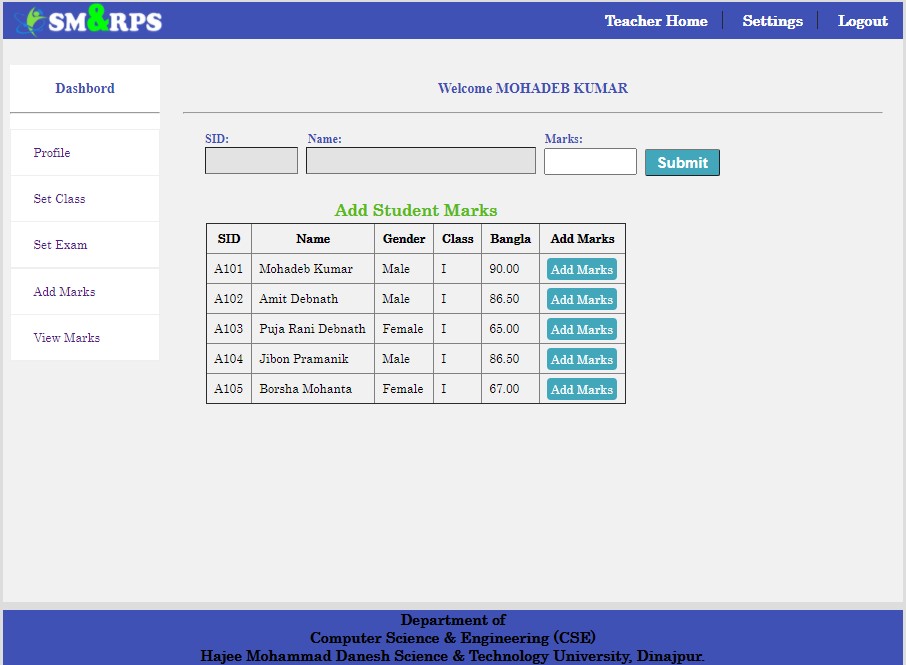 SM&RPS
Teacher Home Settings Logout
Dashbord
Profile
Set Class
Set Exam
Add Marks
View Marks
Welcome MOHADEB KUMAR
SID: Name: Marks:
Submit
Add Student Marks
SID Name Gender Class Bangla Add Marks
A101 Mohadeb Kumar Male I 90.00 Add Marks
A102 Amit Debnath Male I 86.50 Add Marks
A103 Puja Rani Debnath Female I 65.00 Add Marks
A104 Jibon Pramanik Male I 86.50 Add Marks
A105 Borsha Mohanta Female I 67.00 Add Marks
Department of
Computer Science & Engineering (CSE)
Hajee Mohammad Danesh Science & Technology University, Dinajpur.